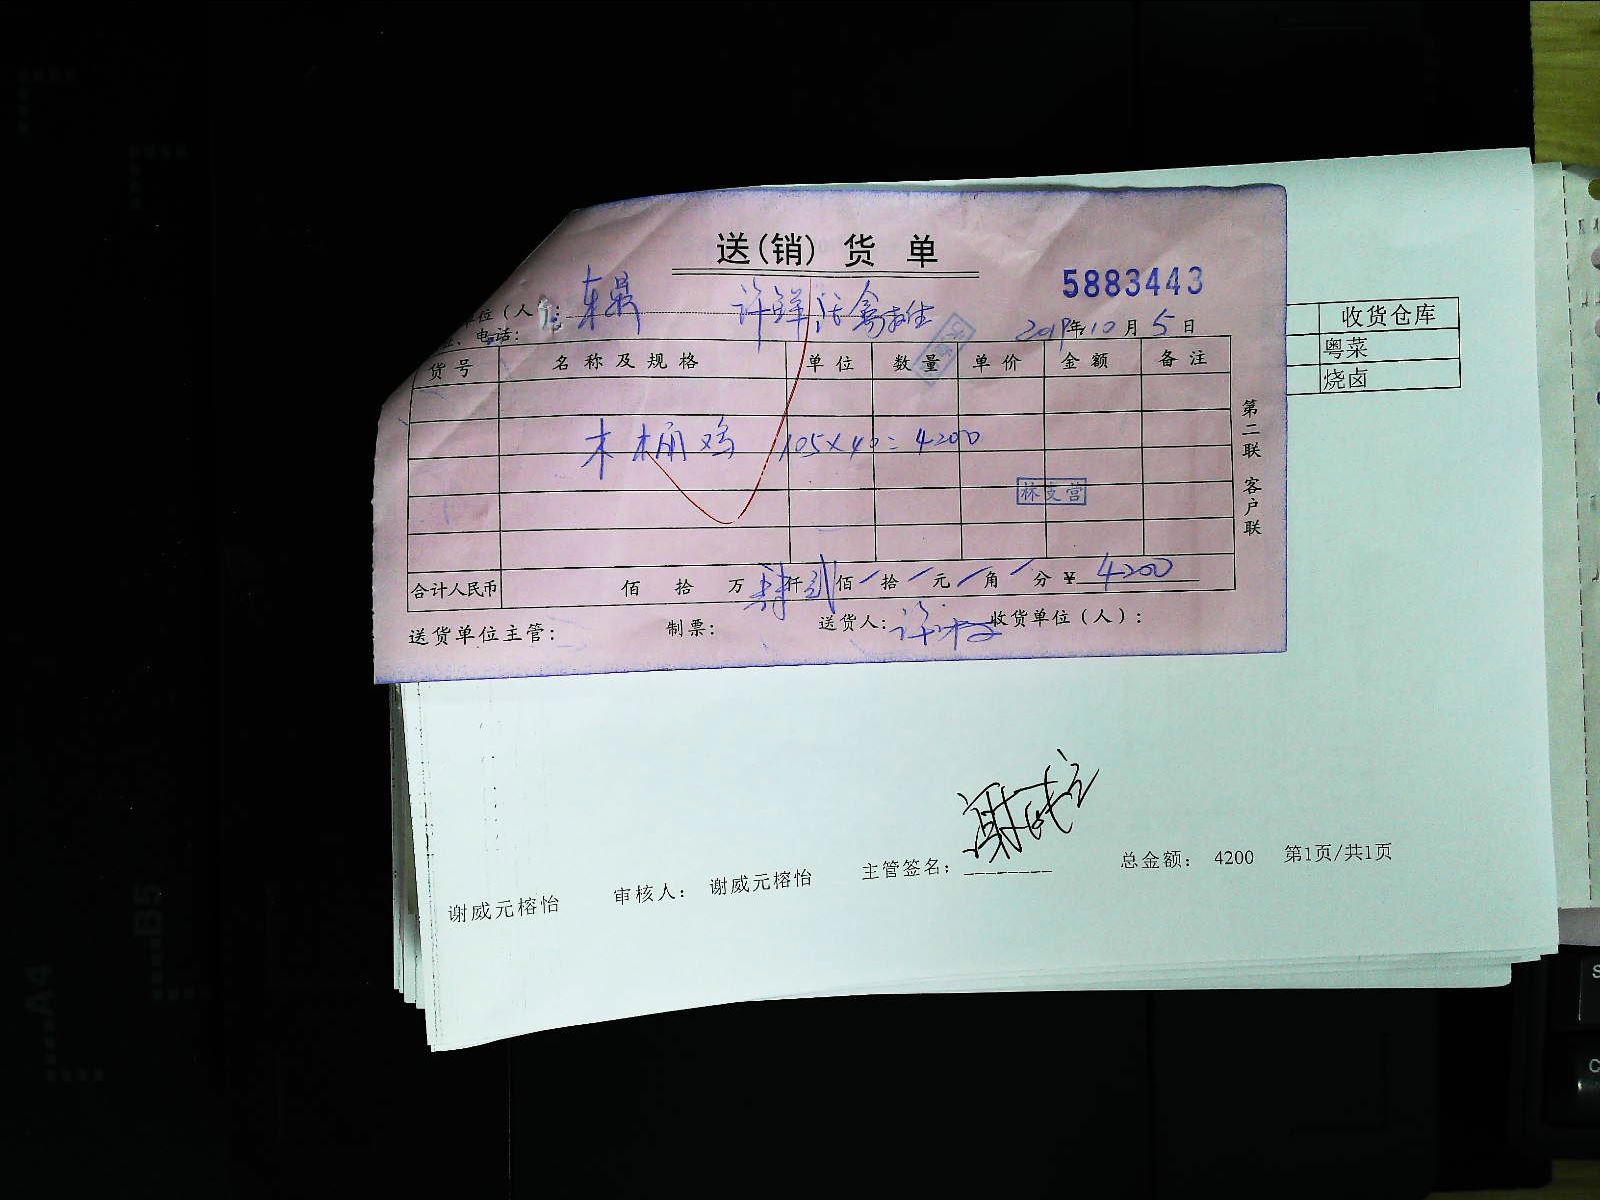 送(销)货单
5883443
位(人
2019年10月5日
收货仓库
电话:
粤菜
货号 名称及规格 单位 数量 单价 金额 备注
烧卤
木桶鸡 105×40=4200
林文营
第二联 客户联
合计人民币 佰 拾 万 肆仟贰佰/拾/元/角/分 ¥4200
送货单位主管: 制票: 送货人: 收货单位(人):
谢威元榕怡 审核人: 谢威元榕怡 主管签名: 总金额: 4200 第1页/共1页
A4
B5